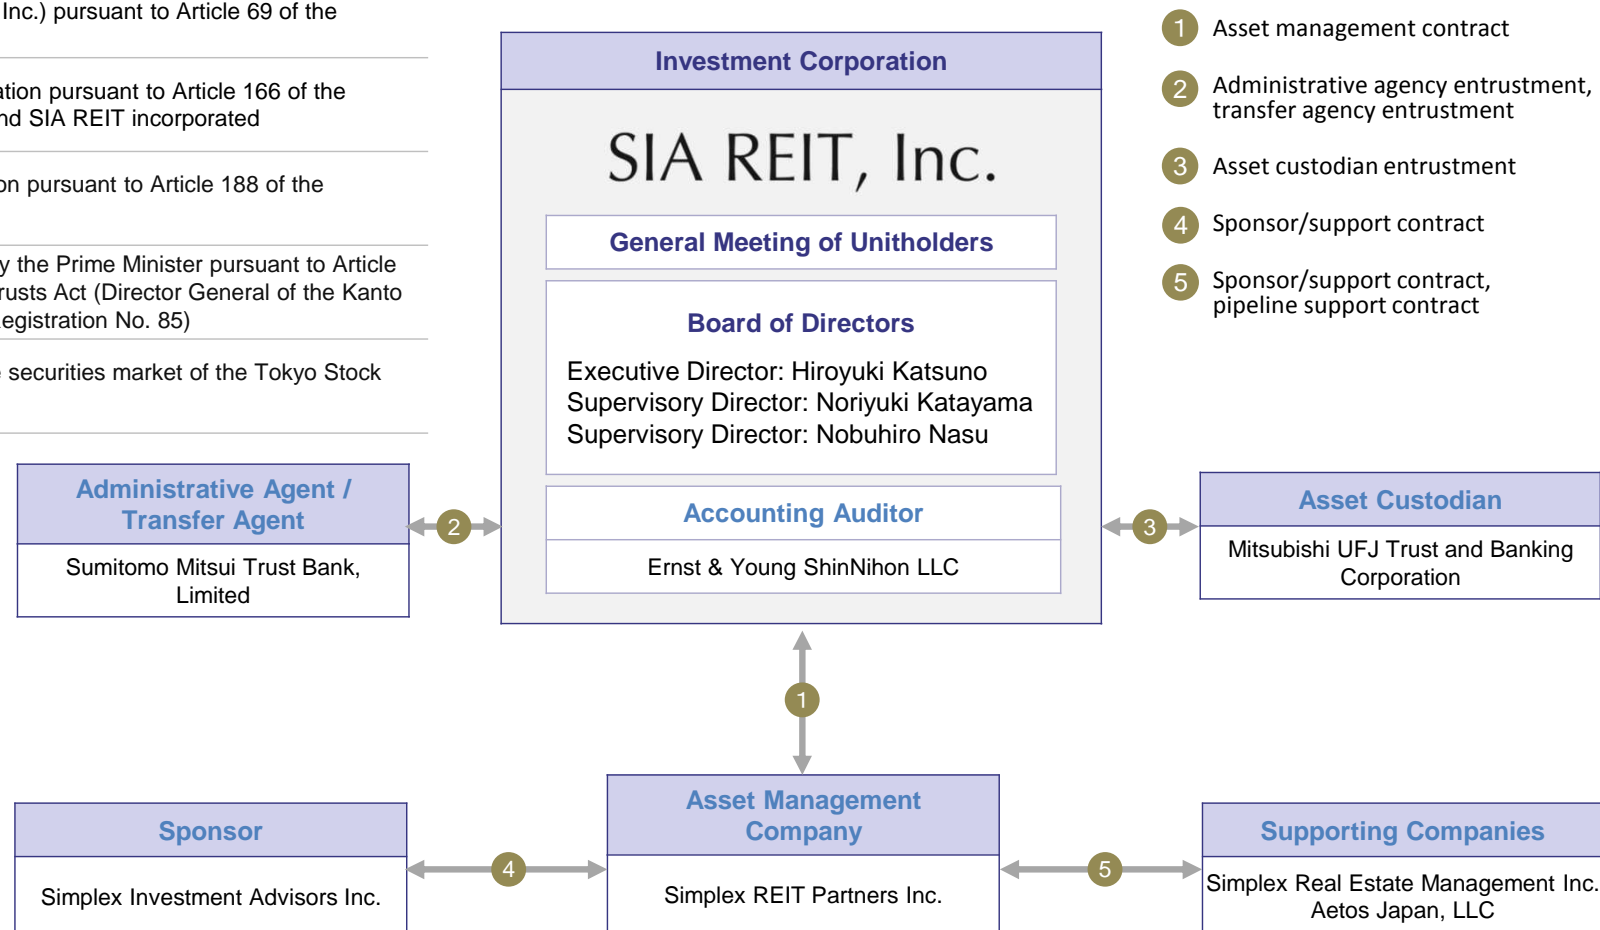 Inc.) pursuant to Article 69 of the
ation pursuant to Article 166 of the
nd SIA REIT incorporated
on pursuant to Article 188 of the
y the Prime Minister pursuant to Article
rusts Act (Director General of the Kanto
egistration No. 85)
e securities market of the Tokyo Stock
Investment Corporation
SIA REIT, Inc.
General Meeting of Unitholders
Board of Directors
Executive Director: Hiroyuki Katsuno
Supervisory Director: Noriyuki Katayama
Supervisory Director: Nobuhiro Nasu
Accounting Auditor
Ernst & Young ShinNihon LLC
1 Asset management contract
2 Administrative agency entrustment,
transfer agency entrustment
3 Asset custodian entrustment
4 Sponsor/support contract
5 Sponsor/support contract,
pipeline support contract
Administrative Agent /
Transfer Agent
Sumitomo Mitsui Trust Bank,
Limited
2
3
Asset Custodian
Mitsubishi UFJ Trust and Banking
Corporation
1
Sponsor
Simplex Investment Advisors Inc.
4
Asset Management
Company
Simplex REIT Partners Inc.
5
Supporting Companies
Simplex Real Estate Management Inc.
Aetos Japan, LLC